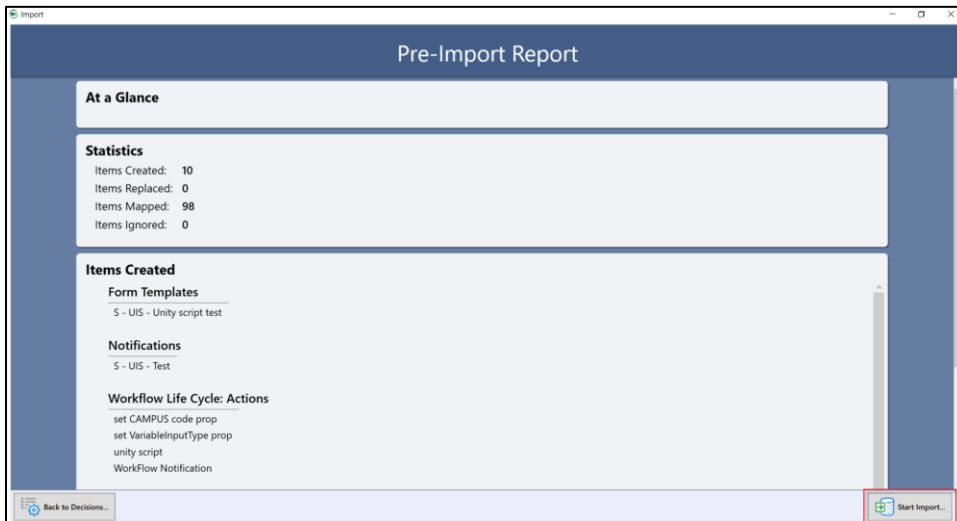 Import
Pre-Import Report
At a Glance
Statistics
Items Created: 10
Items Replaced: 0
Items Mapped: 98
Items Ignored: 0
Items Created
Form Templates
S - UIS - Unity script test
Notifications
S - UIS - Test
Workflow Life Cycle: Actions
set CAMPUS code prop
set VariableInputType prop
unity script
WorkFlow Notification
Back to Decisions...
Start Import...